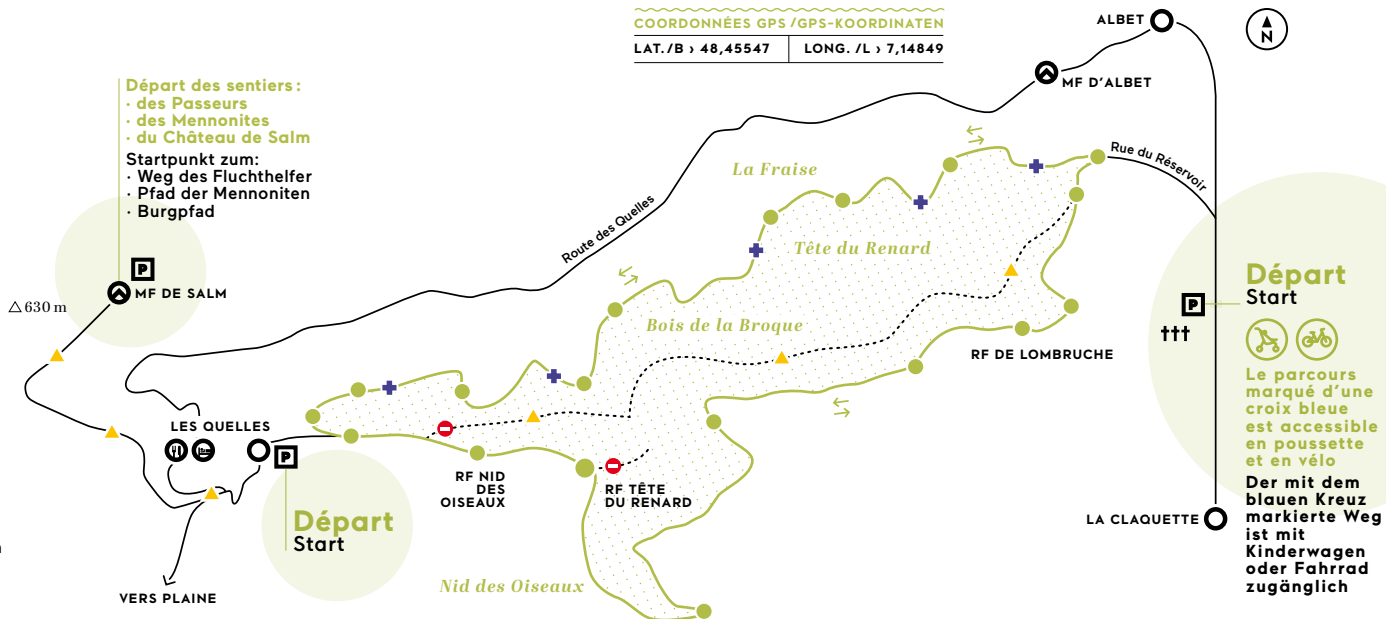 COORDONNÉES GPS /GPS-KOORDINATEN
LAT./B › 48,45547
LONG. /L › 7,14849
ALBET
N
MF D'ALBET
Départ des sentiers :
· des Passeurs
· des Mennonites
· du Château de Salm
Startpunkt zum:
· Weg des Fluchthelfer
· Pfad der Mennoniten
· Burgpfad
P
MF DE SALM
△ 630 m
Route des Quelles
La Fraise
Rue du Réservoir
Tête du Renard
Bois de la Broque
RF DE LOMBRUCHE
P
Départ
Start
Le parcours
marqué d'une
croix bleue
est accessible
en poussette
et en vélo
Der mit dem
blauen Kreuz
markierte Weg
ist mit
Kinderwagen
oder Fahrrad
zugänglich
LES QUELLES
P
RF NID
DES
OISEAUX
RF TÊTE
DU RENARD
Départ
Start
LA CLAQUETTE
Nid des Oiseaux
VERS PLAINE